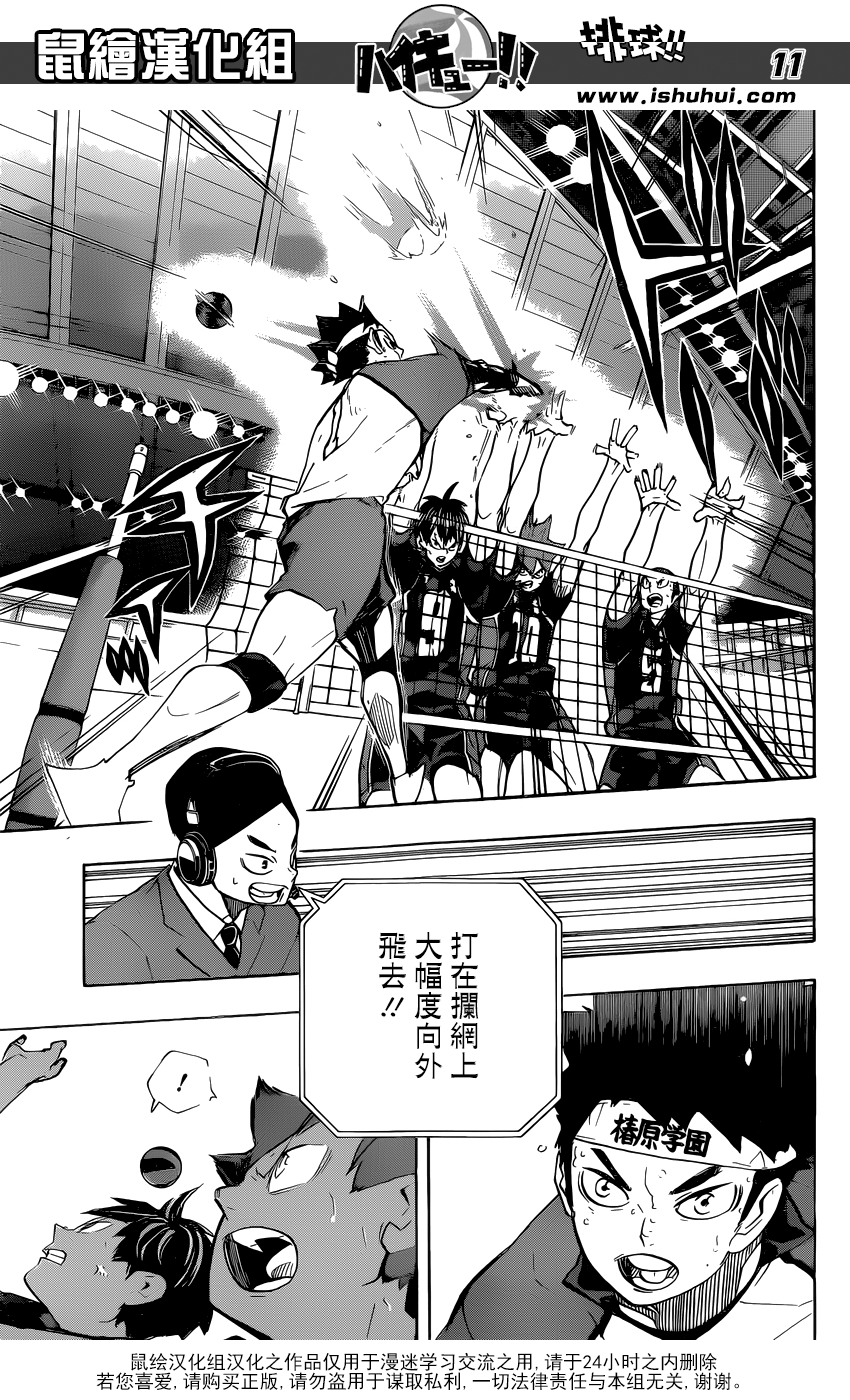 鼠繪漢化組
ハイキュー!!
排球!!
11
www.ishuhui.com
打在攔網上
大幅度向外
飛去!!
!
椿原学園
鼠绘汉化组汉化之作品仅用于漫迷学习交流之用,请于24小时之内删除
若您喜爱,请购买正版,请勿盗用于谋取私利,一切法律责任与本组无关,谢谢。